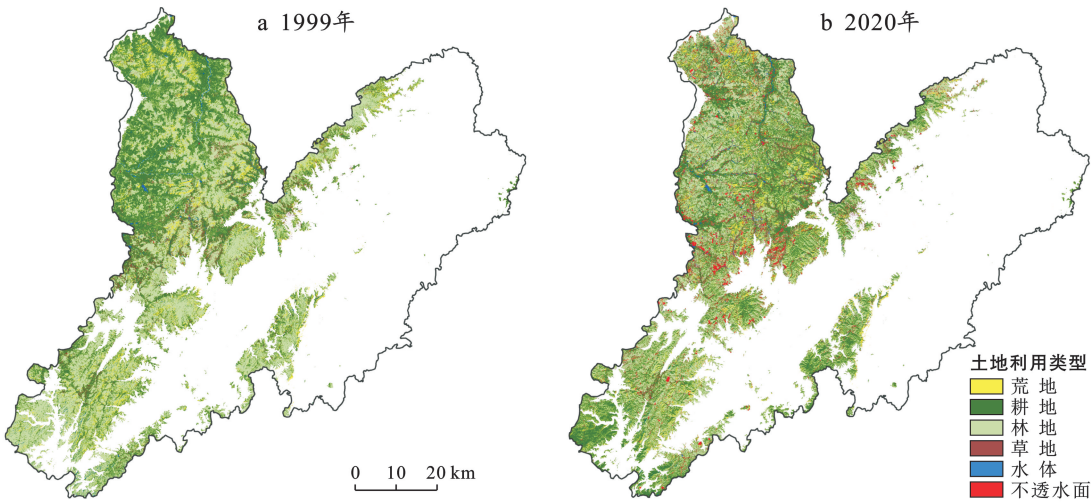 a 1999年
b 2020年
土地利用类型
荒 地
耕 地
林 地
草 地
水 体
不透水面
0 10 20 km